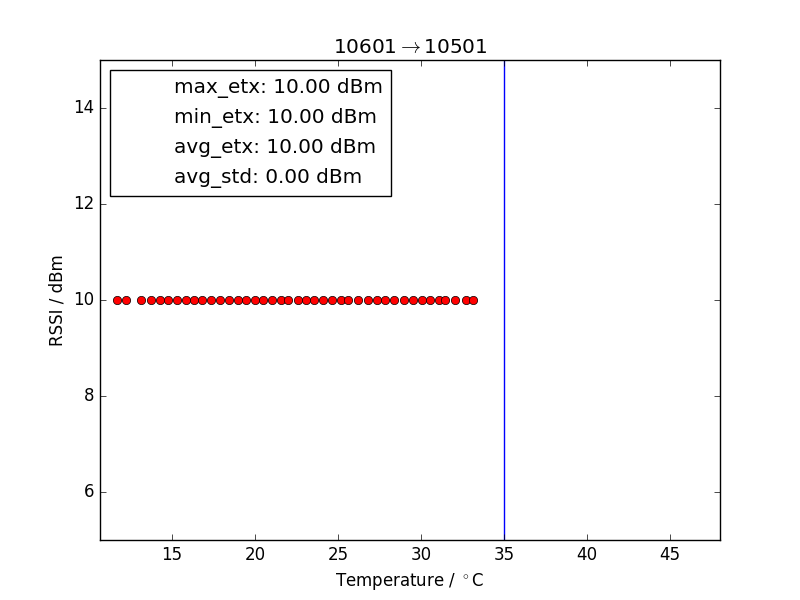 10601→10501
max_etx: 10.00 dBm
min_etx: 10.00 dBm
avg_etx: 10.00 dBm
avg_std: 0.00 dBm
14
12
10
8
6
RSSI / dBm
15 20 25 30 35 40 45
Temperature / °C